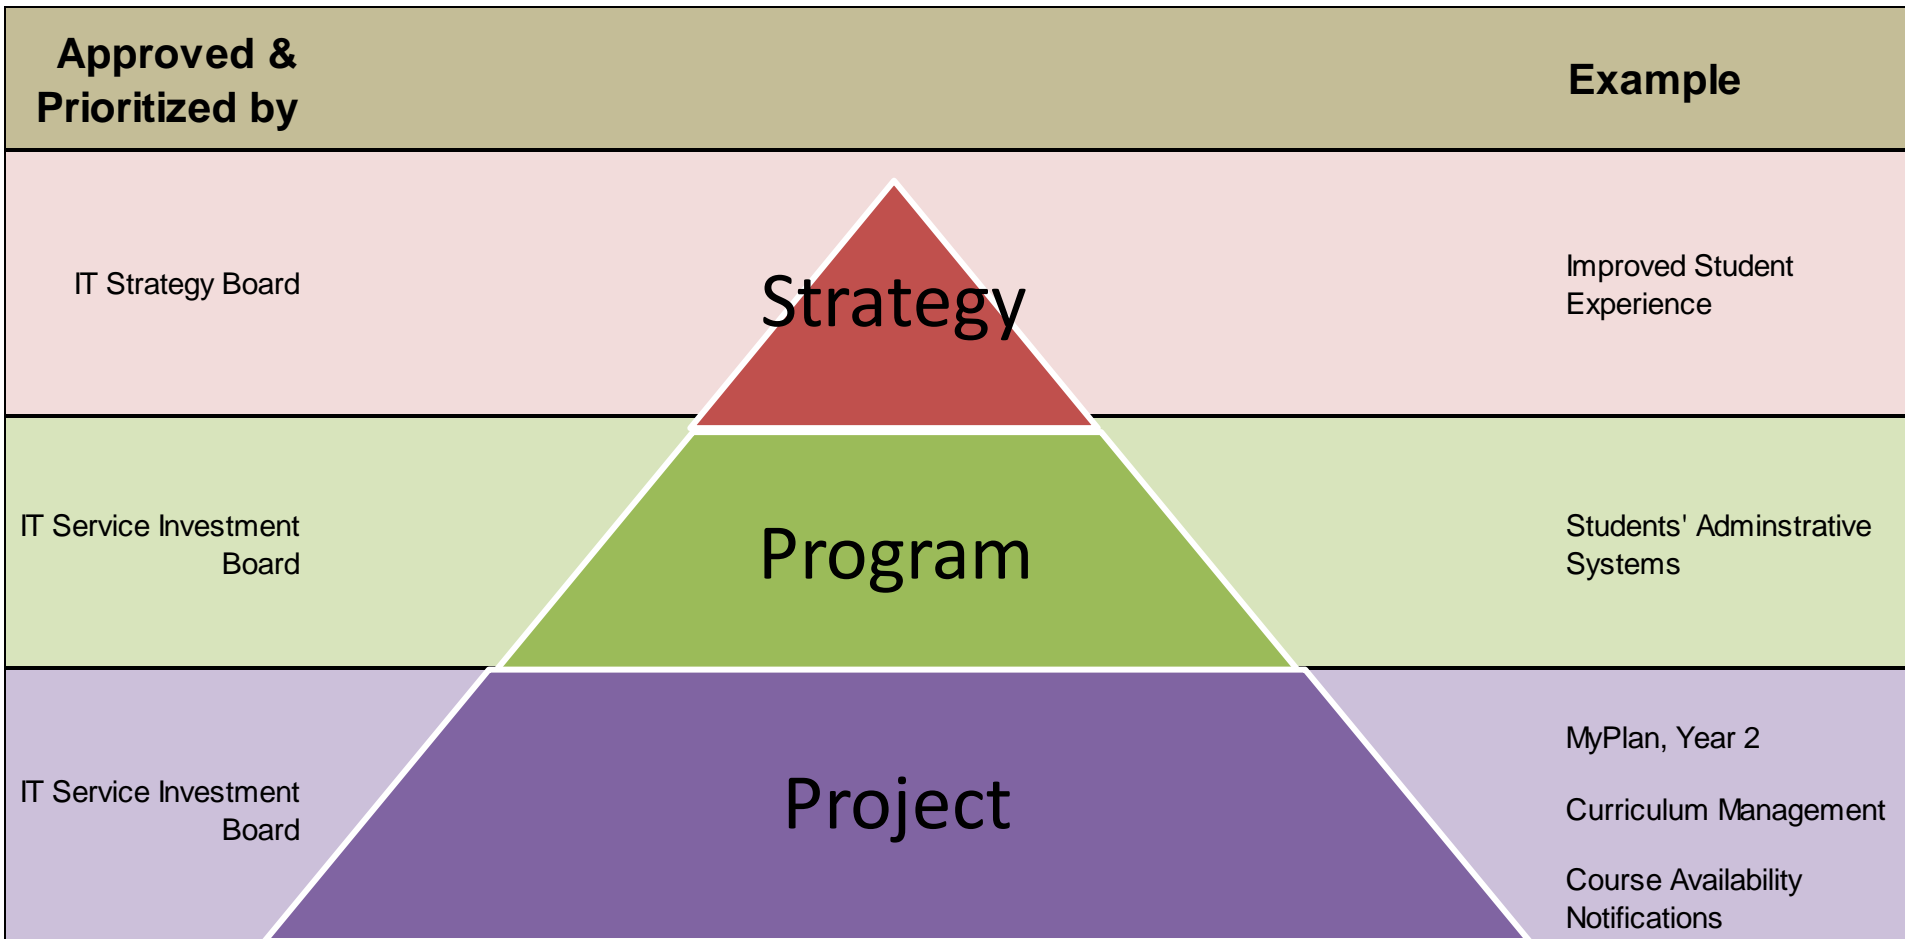 Approved &
Prioritized by
Example
IT Strategy Board
Strategy
Improved Student
Experience
IT Service Investment
Board
Program
Students' Adminstrative
Systems
IT Service Investment
Board
Project
MyPlan, Year 2
Curriculum Management
Course Availability
Notifications